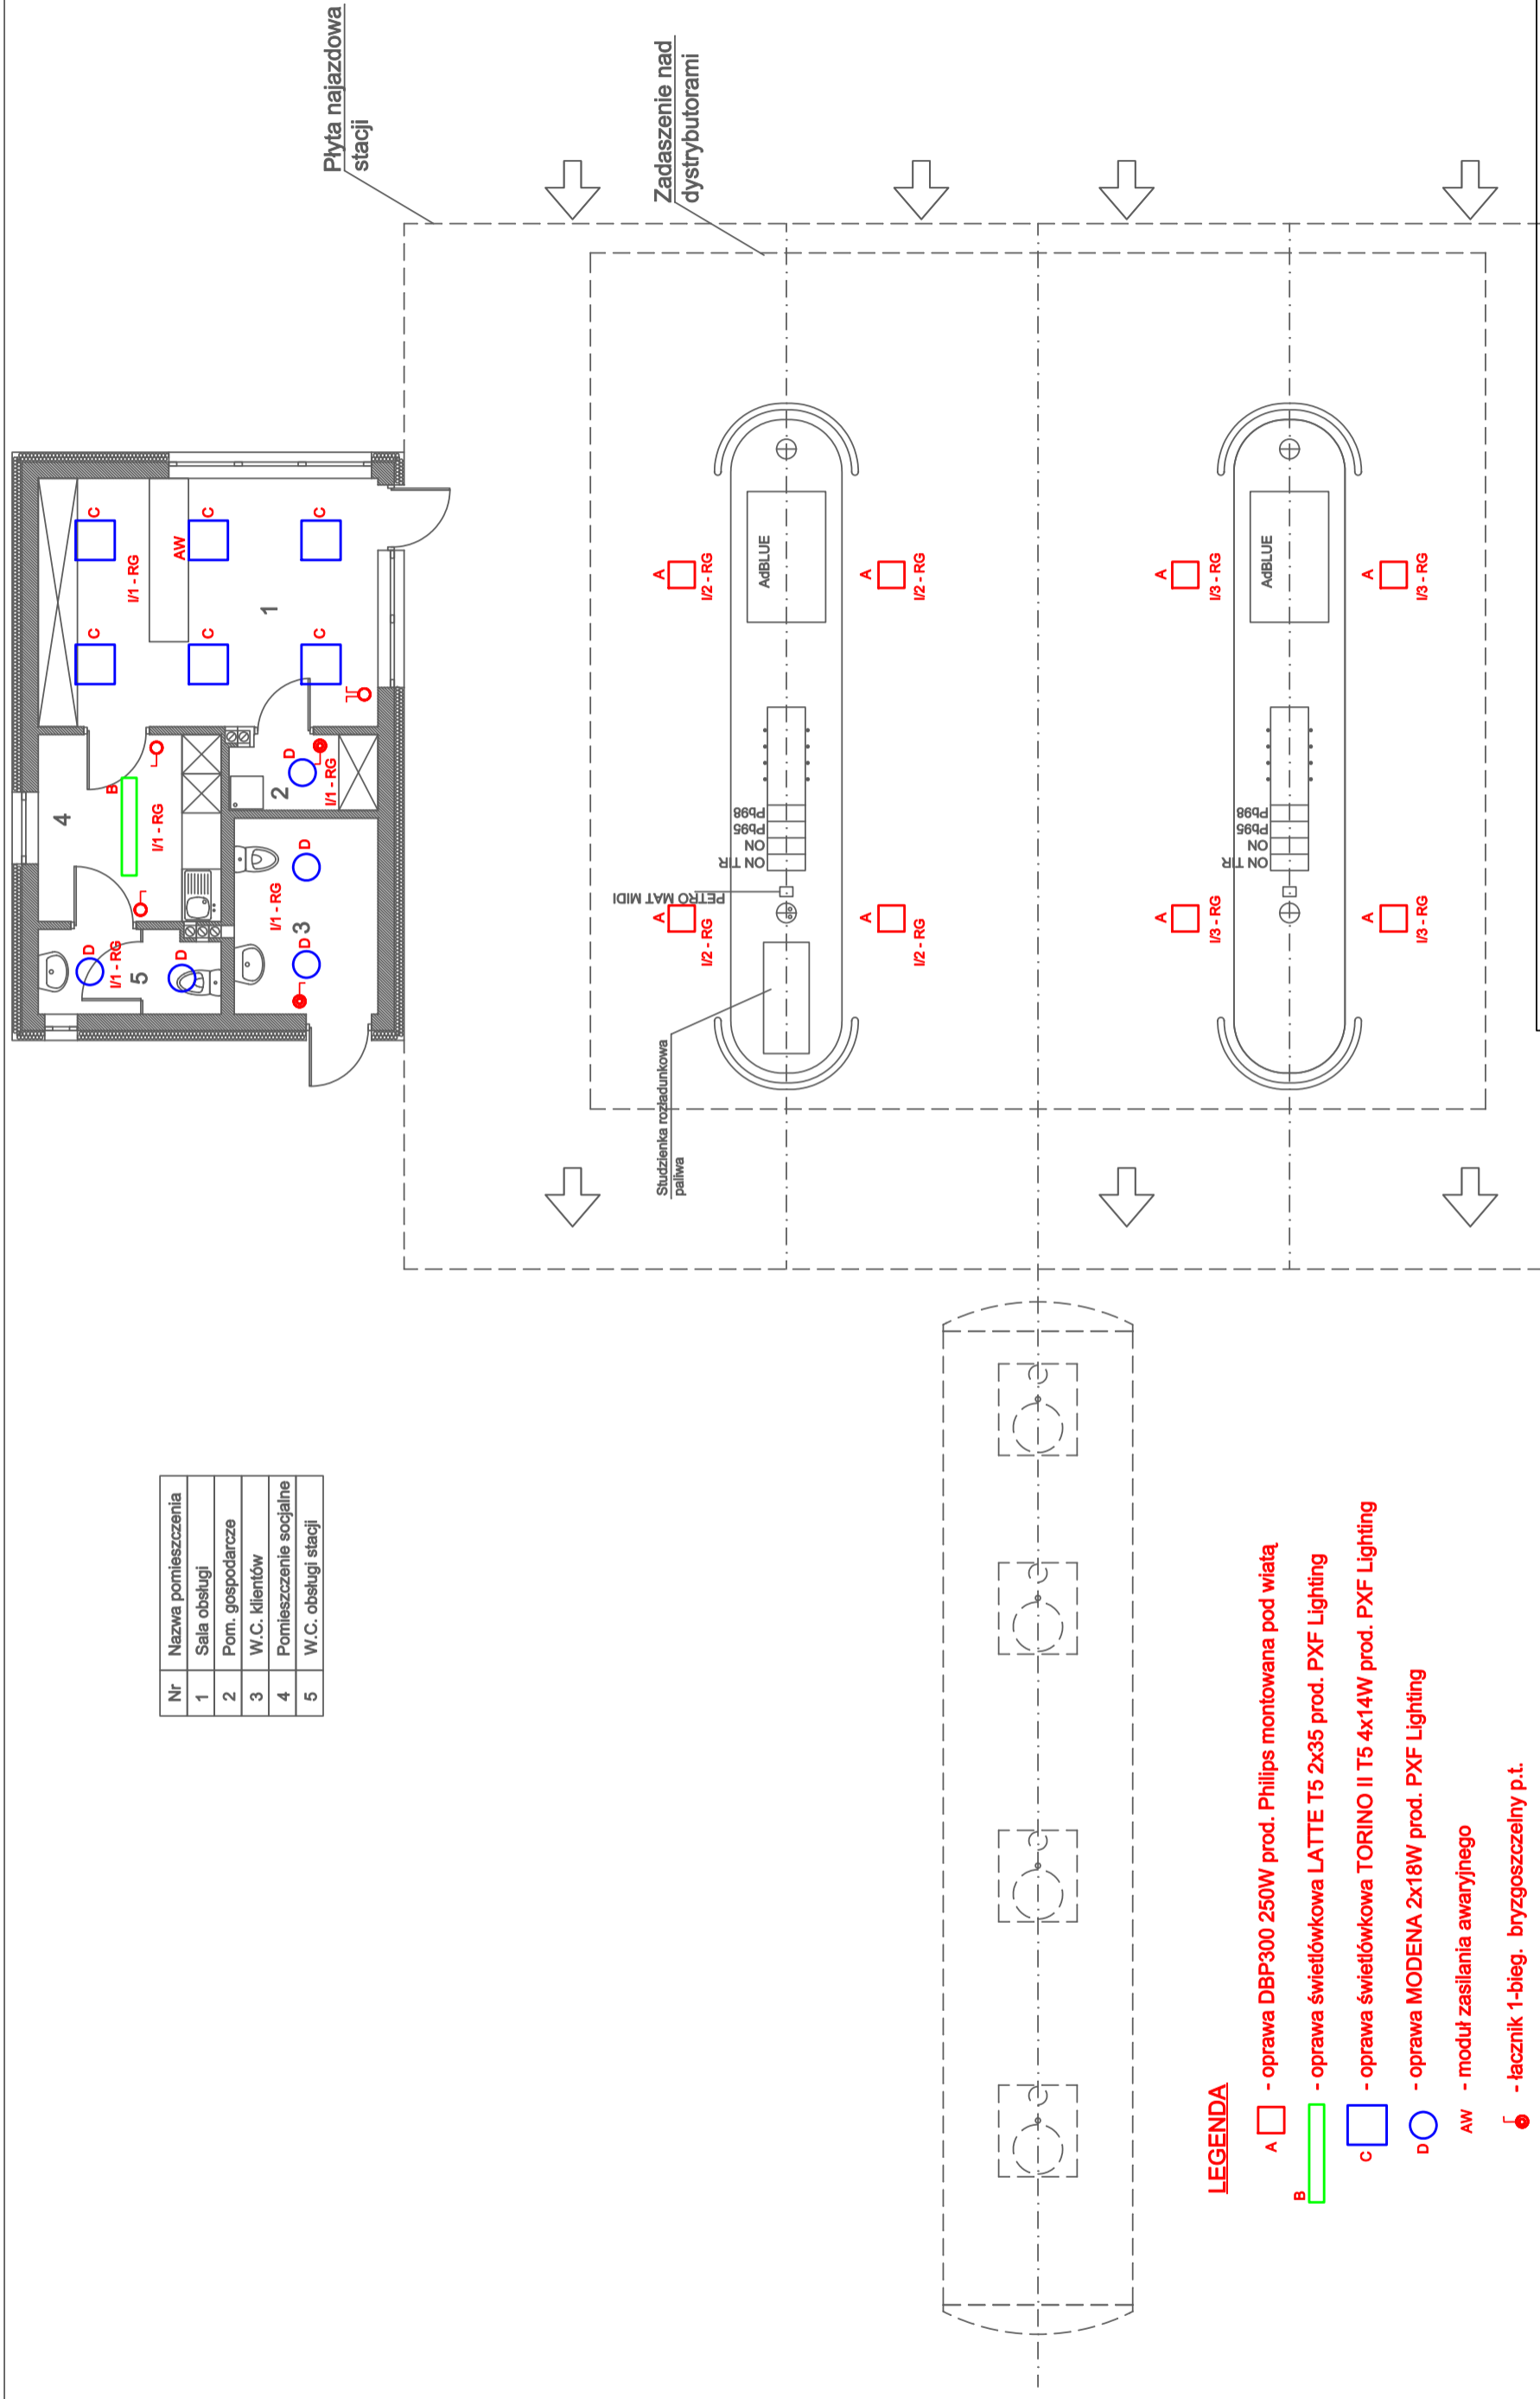 Płyta najazdowa
stacji
Zadaszenie nad
dystrybutorami
C
C
C
C
C
C
AW
I/1 - RG
1
4
B
I/1 - RG
2
D
I/1 - RG
3
D
D
I/1 - RG
5
D
D
I/1 - RG
A
I/2 - RG
A
I/2 - RG
A
I/2 - RG
A
I/2 - RG
AdBLUE
Pb98
Pb95
ON
ON TIR
PETRO MAT MIDI
Studzienka rozładunkowa
paliwa
A
I/3 - RG
A
I/3 - RG
A
I/3 - RG
A
I/3 - RG
AdBLUE
Pb98
Pb95
ON
ON TIR
Nr Nazwa pomieszczenia
1 Sala obsługi
2 Pom. gospodarcze
3 W.C. klientów
4 Pomieszczenie socjalne
5 W.C. obsługi stacji
LEGENDA
A - oprawa DBP300 250W prod. Philips montowana pod wiatą
B - oprawa świetlówkowa LATTE T5 2x35 prod. PXF Lighting
C - oprawa świetlówkowa TORINO II T5 4x14W prod. PXF Lighting
D - oprawa MODENA 2x18W prod. PXF Lighting
AW - moduł zasilania awaryjnego
- łacznik 1-bieg. bryzgoszczelny p.t.